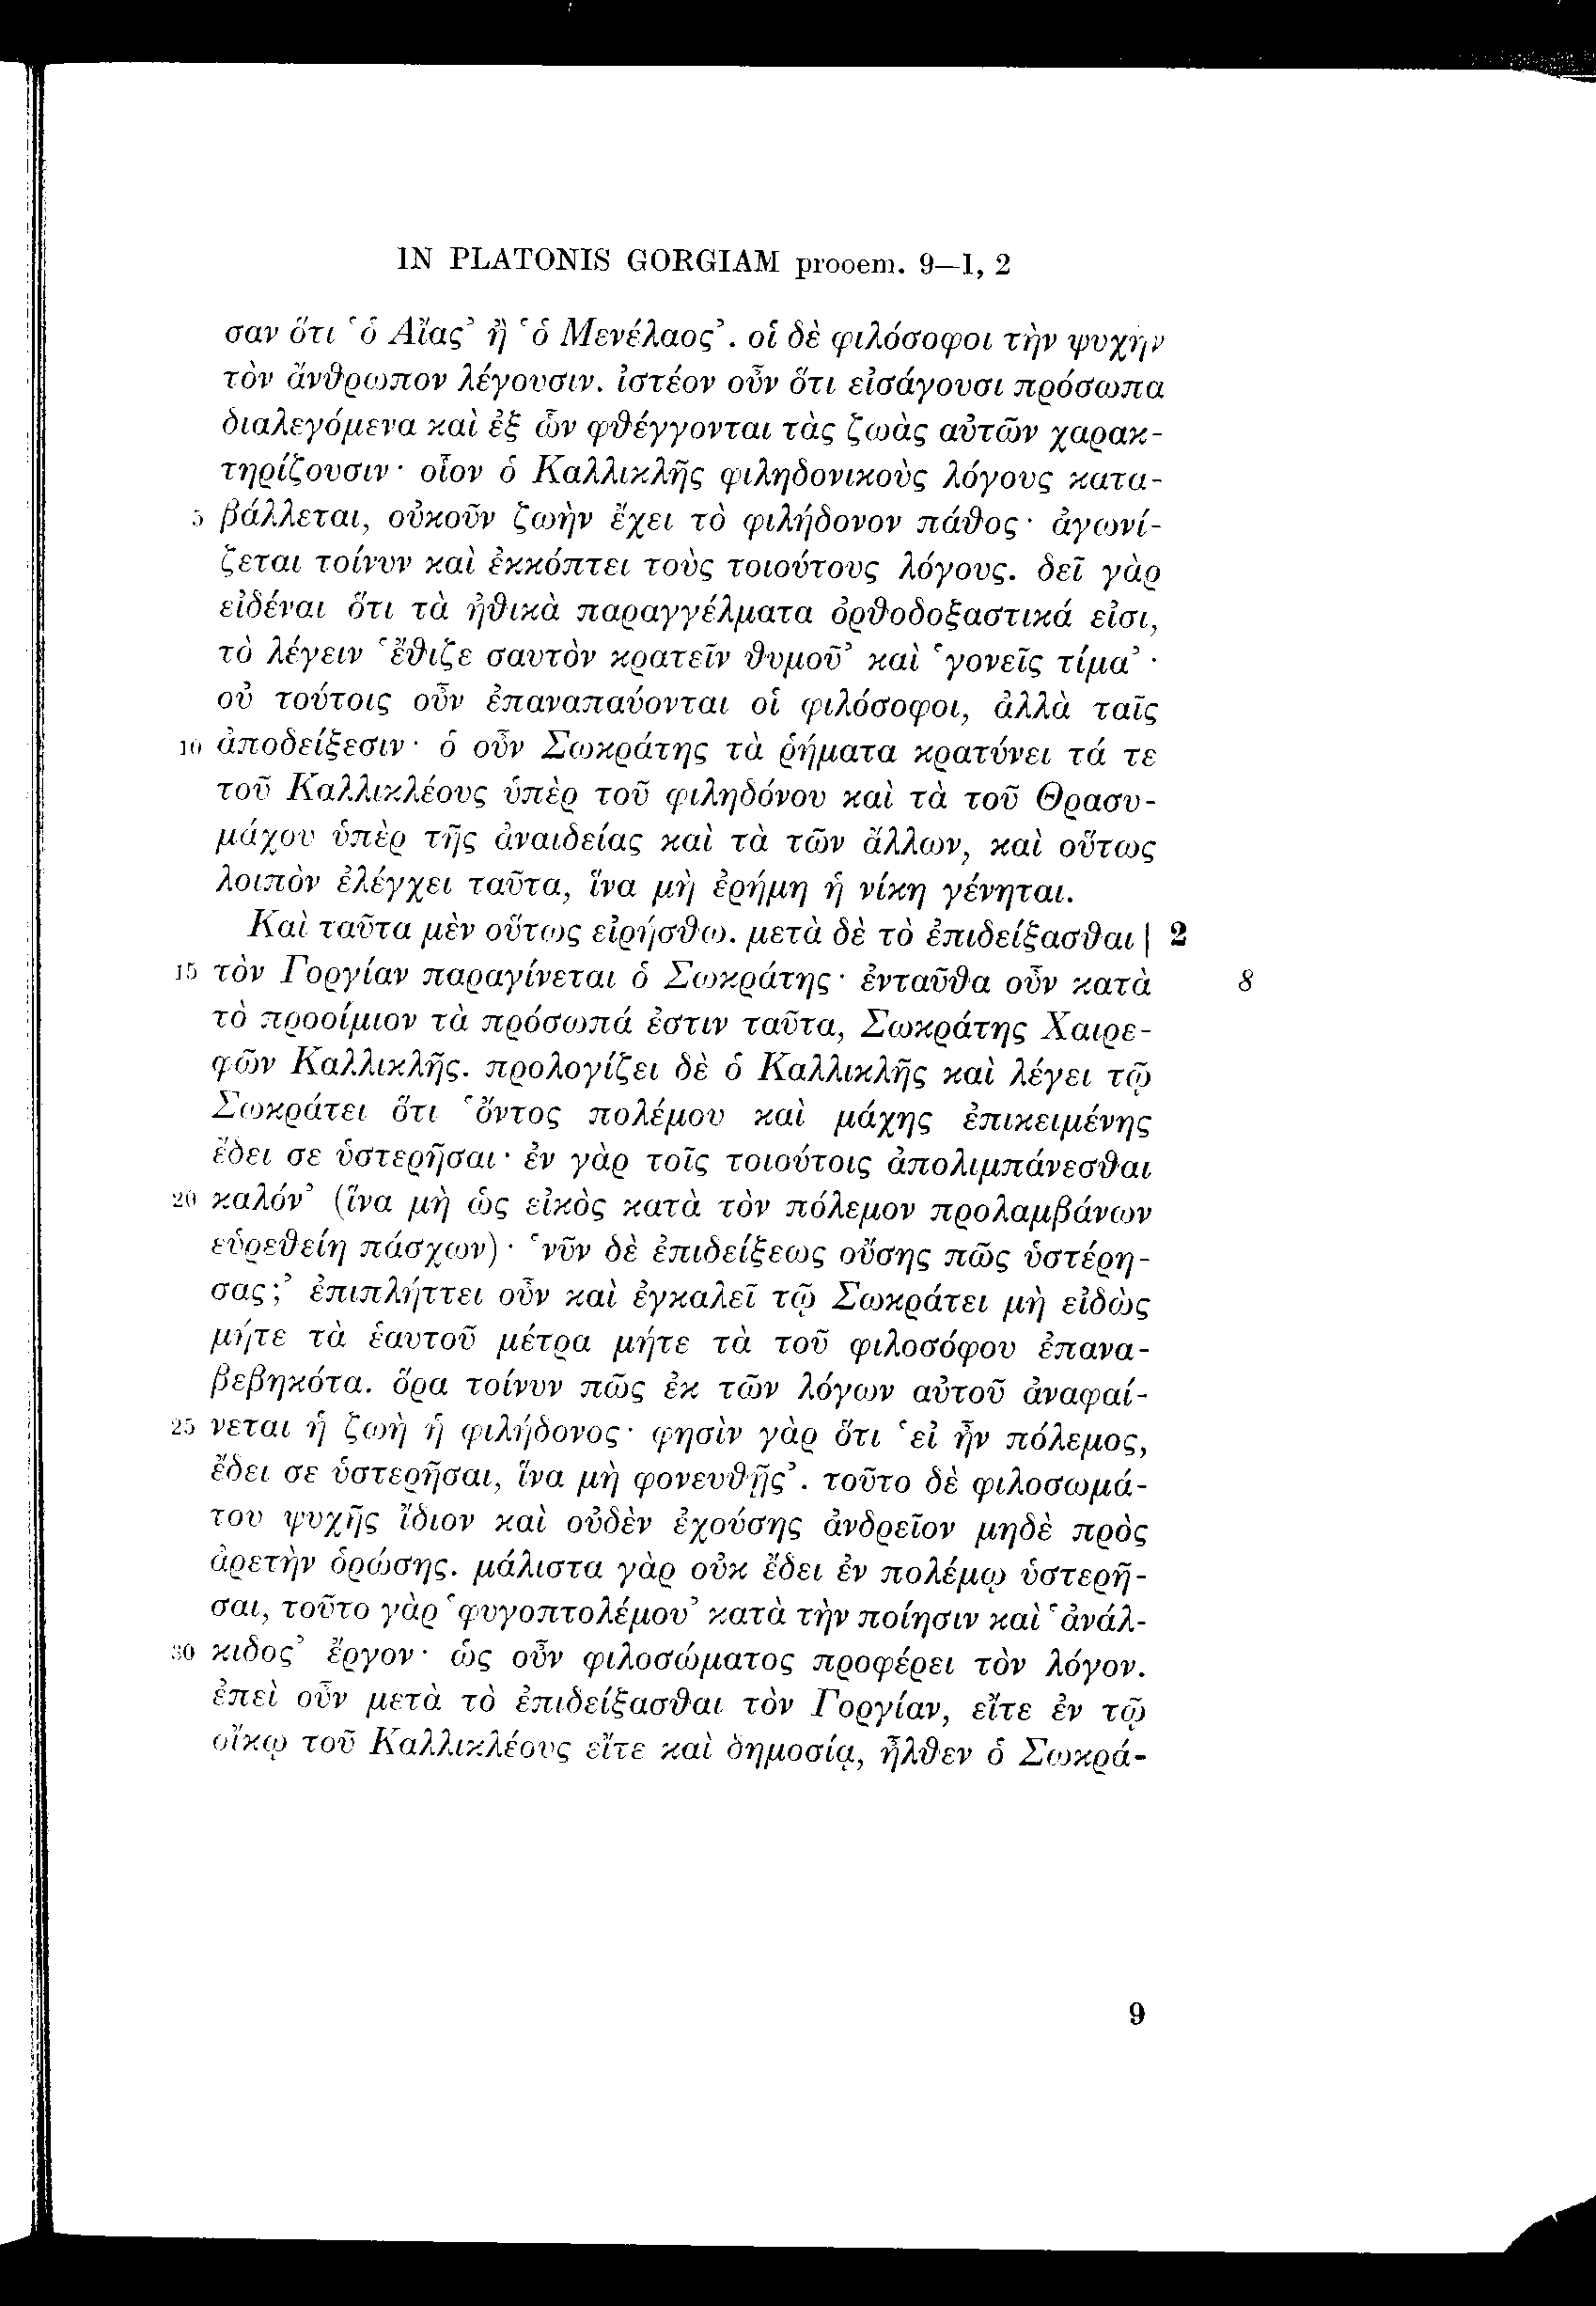 IN PLATONIS GORGIAM prooem. 9—1, 2
σαν ὅτι ‛ὁ Αἴας’ ἢ ‛ὁ Μενέλαος’. οἱ δὲ φιλόσοφοι τὴν ψυχὴν
τὸν ἄνθρωπον λέγουσιν. ἰστέον οὖν ὅτι εἰσάγουσι πρόσωπα
διαλεγόμενα καὶ ἐξ ὧν φθέγγονται τὰς ζωὰς αὐτῶν χαρακ-
τηρίζουσιν· οἷον ὁ Καλλικλῆς φιληδονικοὺς λόγους κατα-
5 βάλλεται, οὐκοῦν ζωὴν ἔχει τὸ φιλήδονον πάθος· ἀγωνί-
ζεται τοίνυν καὶ ἐκκόπτει τοὺς τοιούτους λόγους. δεῖ γὰρ
εἰδέναι ὅτι τὰ ἠθικὰ παραγγέλματα ὀρθοδοξαστικά εἰσι,
τὸ λέγειν ‛ἔθιζε σαυτὸν κρατεῖν θυμοῦ’ καὶ ‛γονεῖς τίμα’·
οὐ τούτοις οὖν ἐπαναπαύονται οἱ φιλόσοφοι, ἀλλὰ ταῖς
10 ἀποδείξεσιν· ὁ οὖν Σωκράτης τὰ ῥήματα κρατύνει τά τε
τοῦ Καλλικλέους ὑπὲρ τοῦ φιληδόνου καὶ τὰ τοῦ Θρασυ-
μάχου ὑπὲρ τῆς ἀναιδείας καὶ τὰ τῶν ἄλλων, καὶ οὕτως
λοιπὸν ἐλέγχει ταῦτα, ἵνα μὴ ἐρήμη ἡ νίκη γένηται.
Καὶ ταῦτα μὲν οὕτως εἰρήσθω. μετὰ δὲ τὸ ἐπιδείξασθαι | 2
15 τὸν Γοργίαν παραγίνεται ὁ Σωκράτης· ἐνταῦθα οὖν κατὰ 8
τὸ προοίμιον τὰ πρόσωπά ἐστιν ταῦτα, Σωκράτης Χαιρε-
φῶν Καλλικλῆς. προλογίζει δὲ ὁ Καλλικλῆς καὶ λέγει τῷ
Σωκράτει ὅτι ‛ὄντος πολέμου καὶ μάχης ἐπικειμένης
ἔδει σε ὑστερῆσαι· ἐν γὰρ τοῖς τοιούτοις ἀπολιμπάνεσθαι
20 καλόν’ (ἵνα μὴ ὡς εἰκὸς κατὰ τὸν πόλεμον προλαμβάνων
εὑρεθείη πάσχων)· ‛νῦν δὲ ἐπιδείξεως οὔσης πῶς ὑστέρη-
σας;’ ἐπιπλήττει οὖν καὶ ἐγκαλεῖ τῷ Σωκράτει μὴ εἰδὼς
μήτε τὰ ἑαυτοῦ μέτρα μήτε τὰ τοῦ φιλοσόφου ἐπανα-
βεβηκότα. ὅρα τοίνυν πῶς ἐκ τῶν λόγων αὐτοῦ ἀναφαί-
25 νεται ἡ ζωὴ ἡ φιλήδονος· φησὶν γὰρ ὅτι ‛εἰ ἦν πόλεμος,
ἔδει σε ὑστερῆσαι, ἵνα μὴ φονευθῇς’. τοῦτο δὲ φιλοσωμά-
του ψυχῆς ἴδιον καὶ οὐδὲν ἐχούσης ἀνδρεῖον μηδὲ πρὸς
ἀρετὴν ὁρώσης. μάλιστα γὰρ οὐκ ἔδει ἐν πολέμῳ ὑστερῆ-
σαι, τοῦτο γὰρ ‛φυγοπτολέμου’ κατὰ τὴν ποίησιν καὶ ‛ἀνάλ-
30 κιδος’ ἔργον· ὡς οὖν φιλοσώματος προφέρει τὸν λόγον.
ἐπεὶ οὖν μετὰ τὸ ἐπιδείξασθαι τὸν Γοργίαν, εἴτε ἐν τῷ
οἴκῳ τοῦ Καλλικλέους εἴτε καὶ δημοσίᾳ, ἦλθεν ὁ Σωκρά-
9